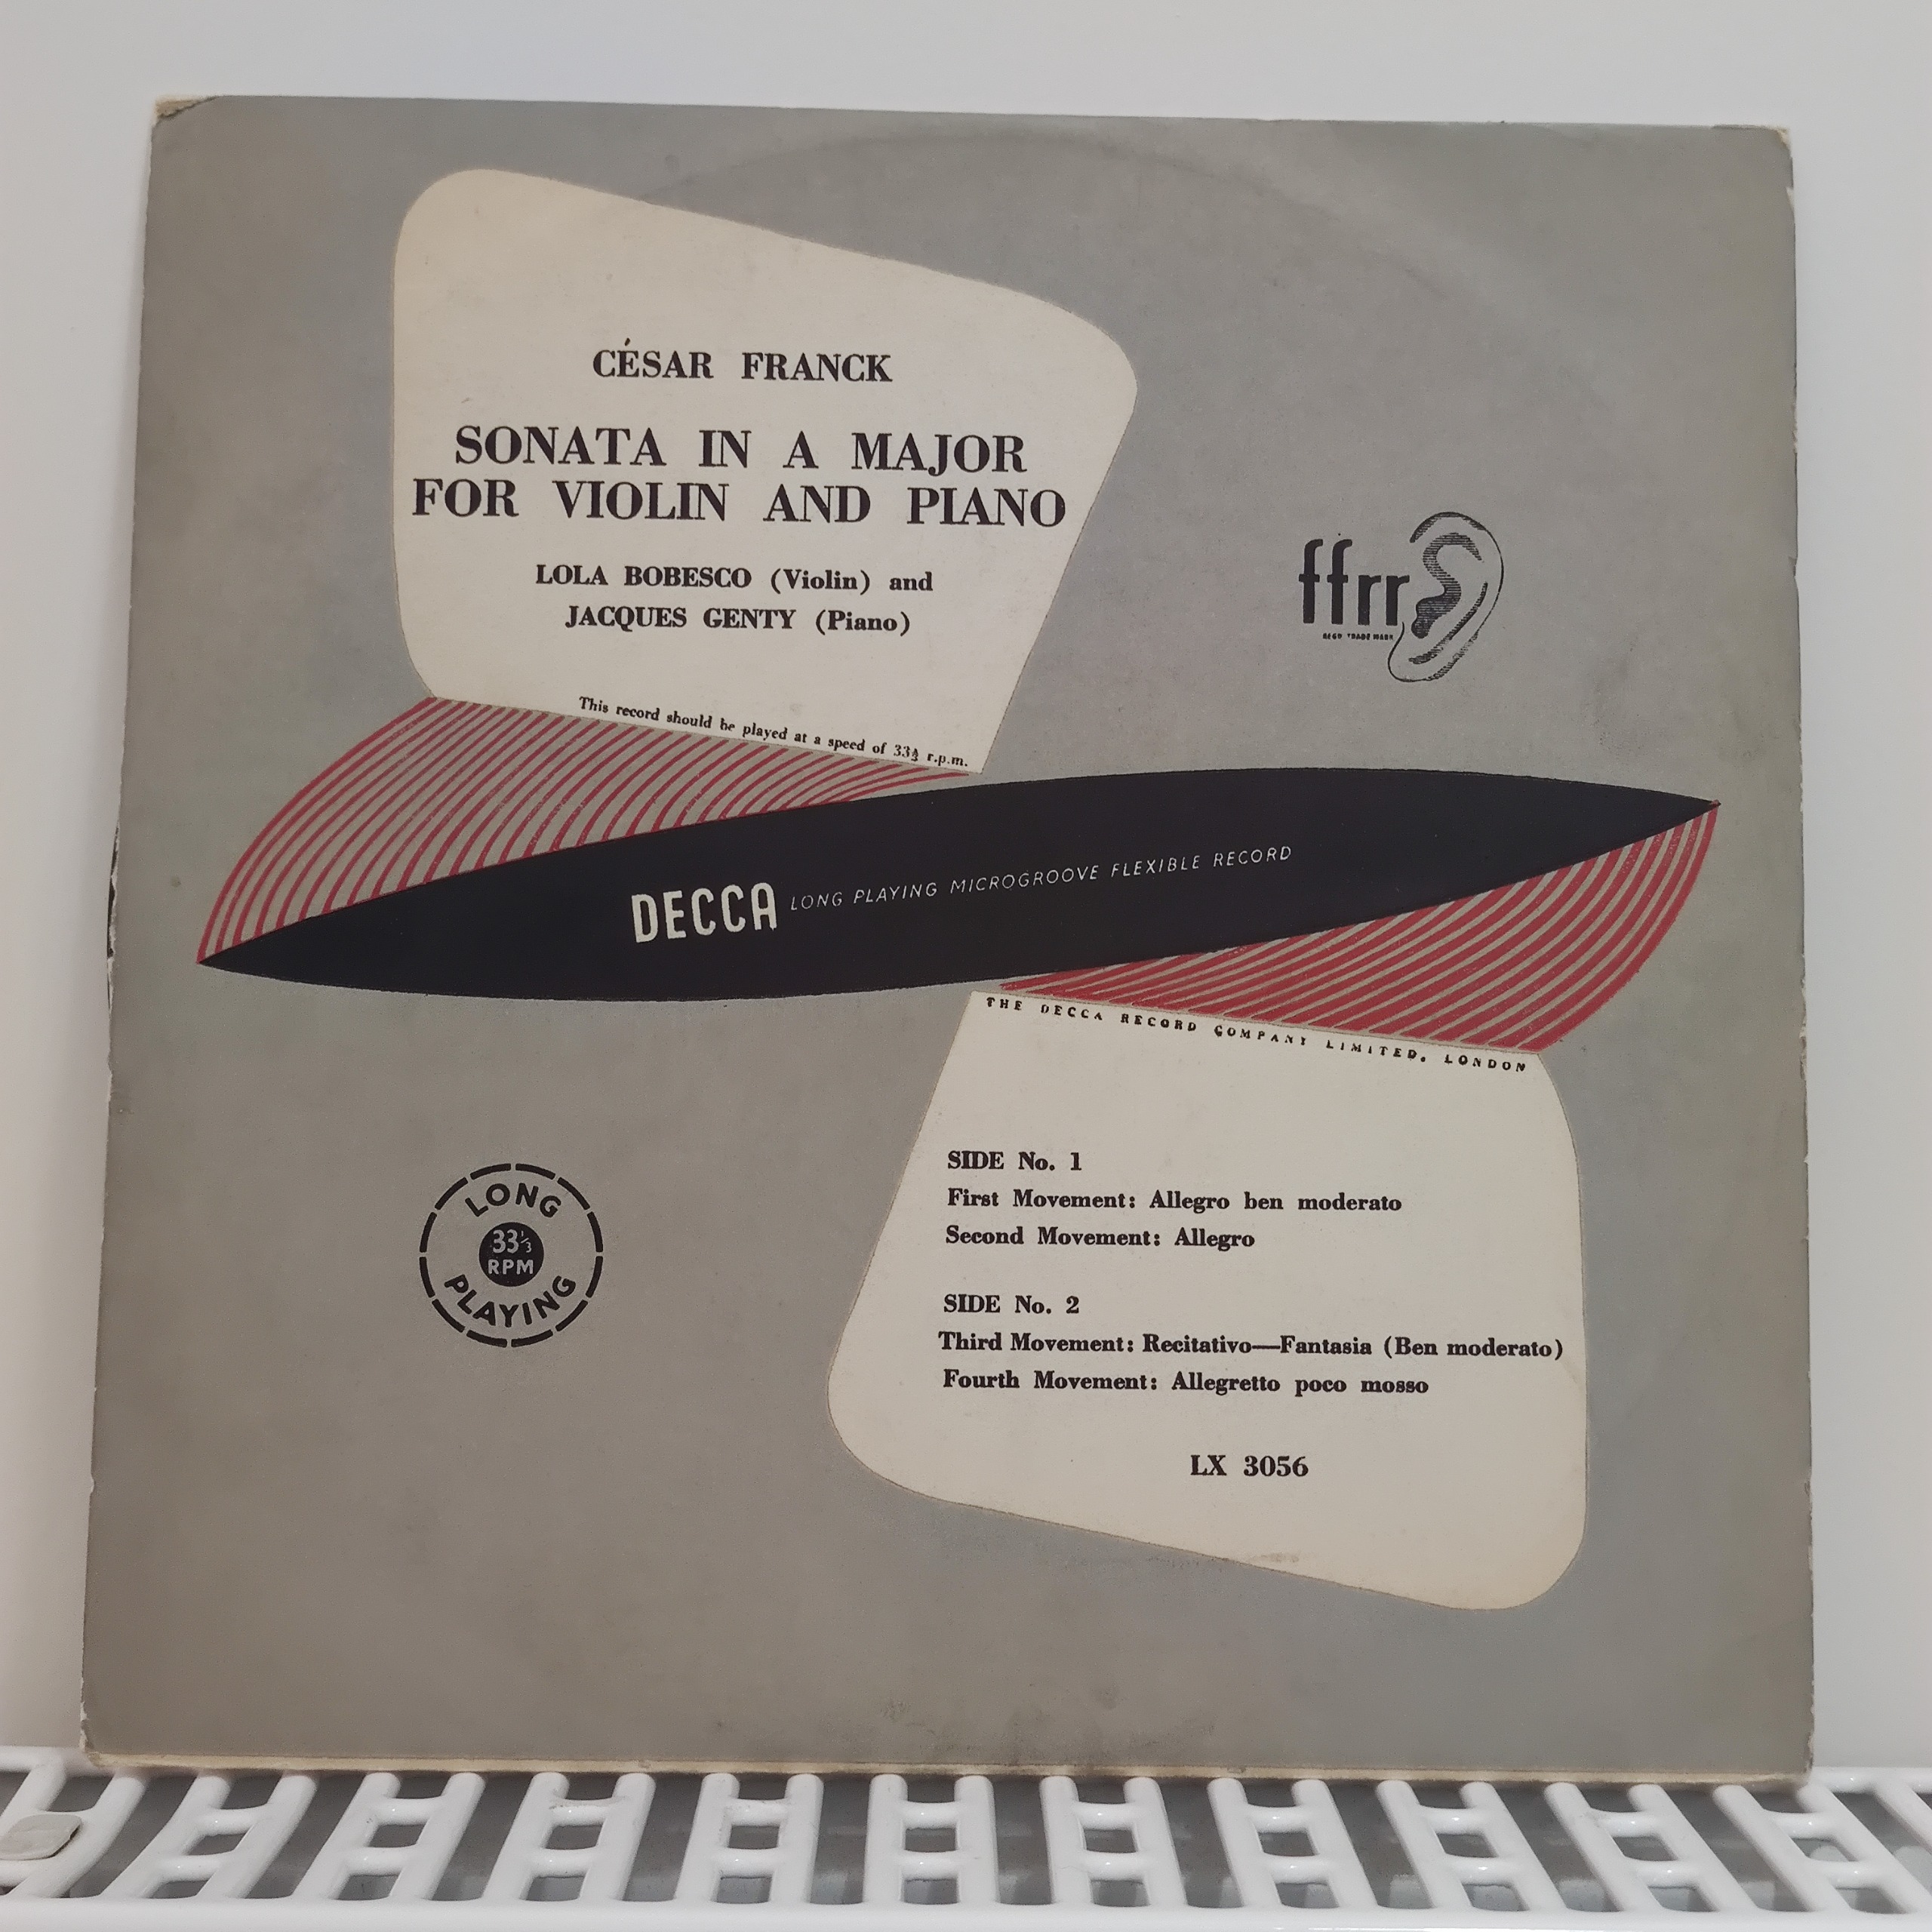 CÉSAR FRANCK
SONATA IN A MAJOR
FOR VIOLIN AND PIANO
LOLA BOBESCO (Violin) and
JACQUES GENTY (Piano)
This record should be played at a speed of 33⅓ r.p.m.
ffrr
REGD TRADE MARK
DECCA LONG PLAYING MICROGROOVE FLEXIBLE RECORD
THE DECCA RECORD COMPANY LIMITED, LONDON
LONG
33⅓
RPM
PLAYING
SIDE No. 1
First Movement: Allegro ben moderato
Second Movement: Allegro
SIDE No. 2
Third Movement: Recitativo—Fantasia (Ben moderato)
Fourth Movement: Allegretto poco mosso
LX 3056